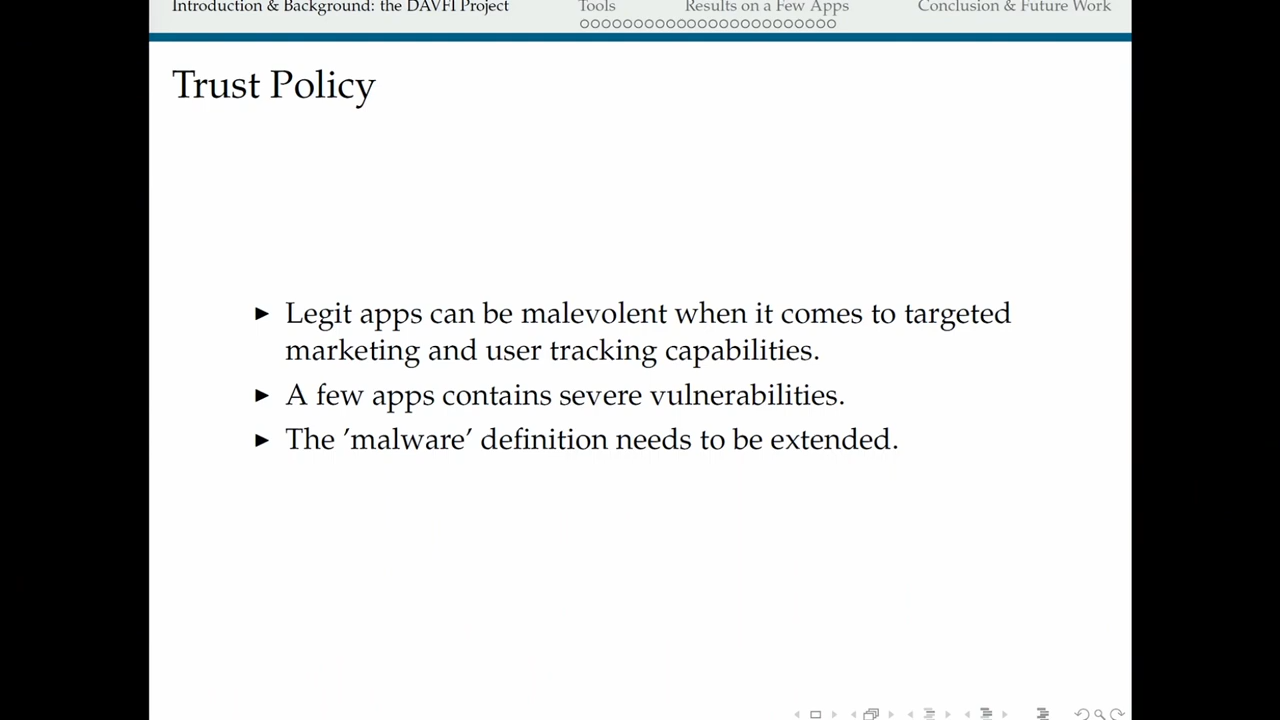 Introduction & Background: the DAVFI Project Tools Results on a Few Apps Conclusion & Future Work
Trust Policy
Legit apps can be malevolent when it comes to targeted
marketing and user tracking capabilities.
A few apps contains severe vulnerabilities.
The ’malware’ definition needs to be extended.